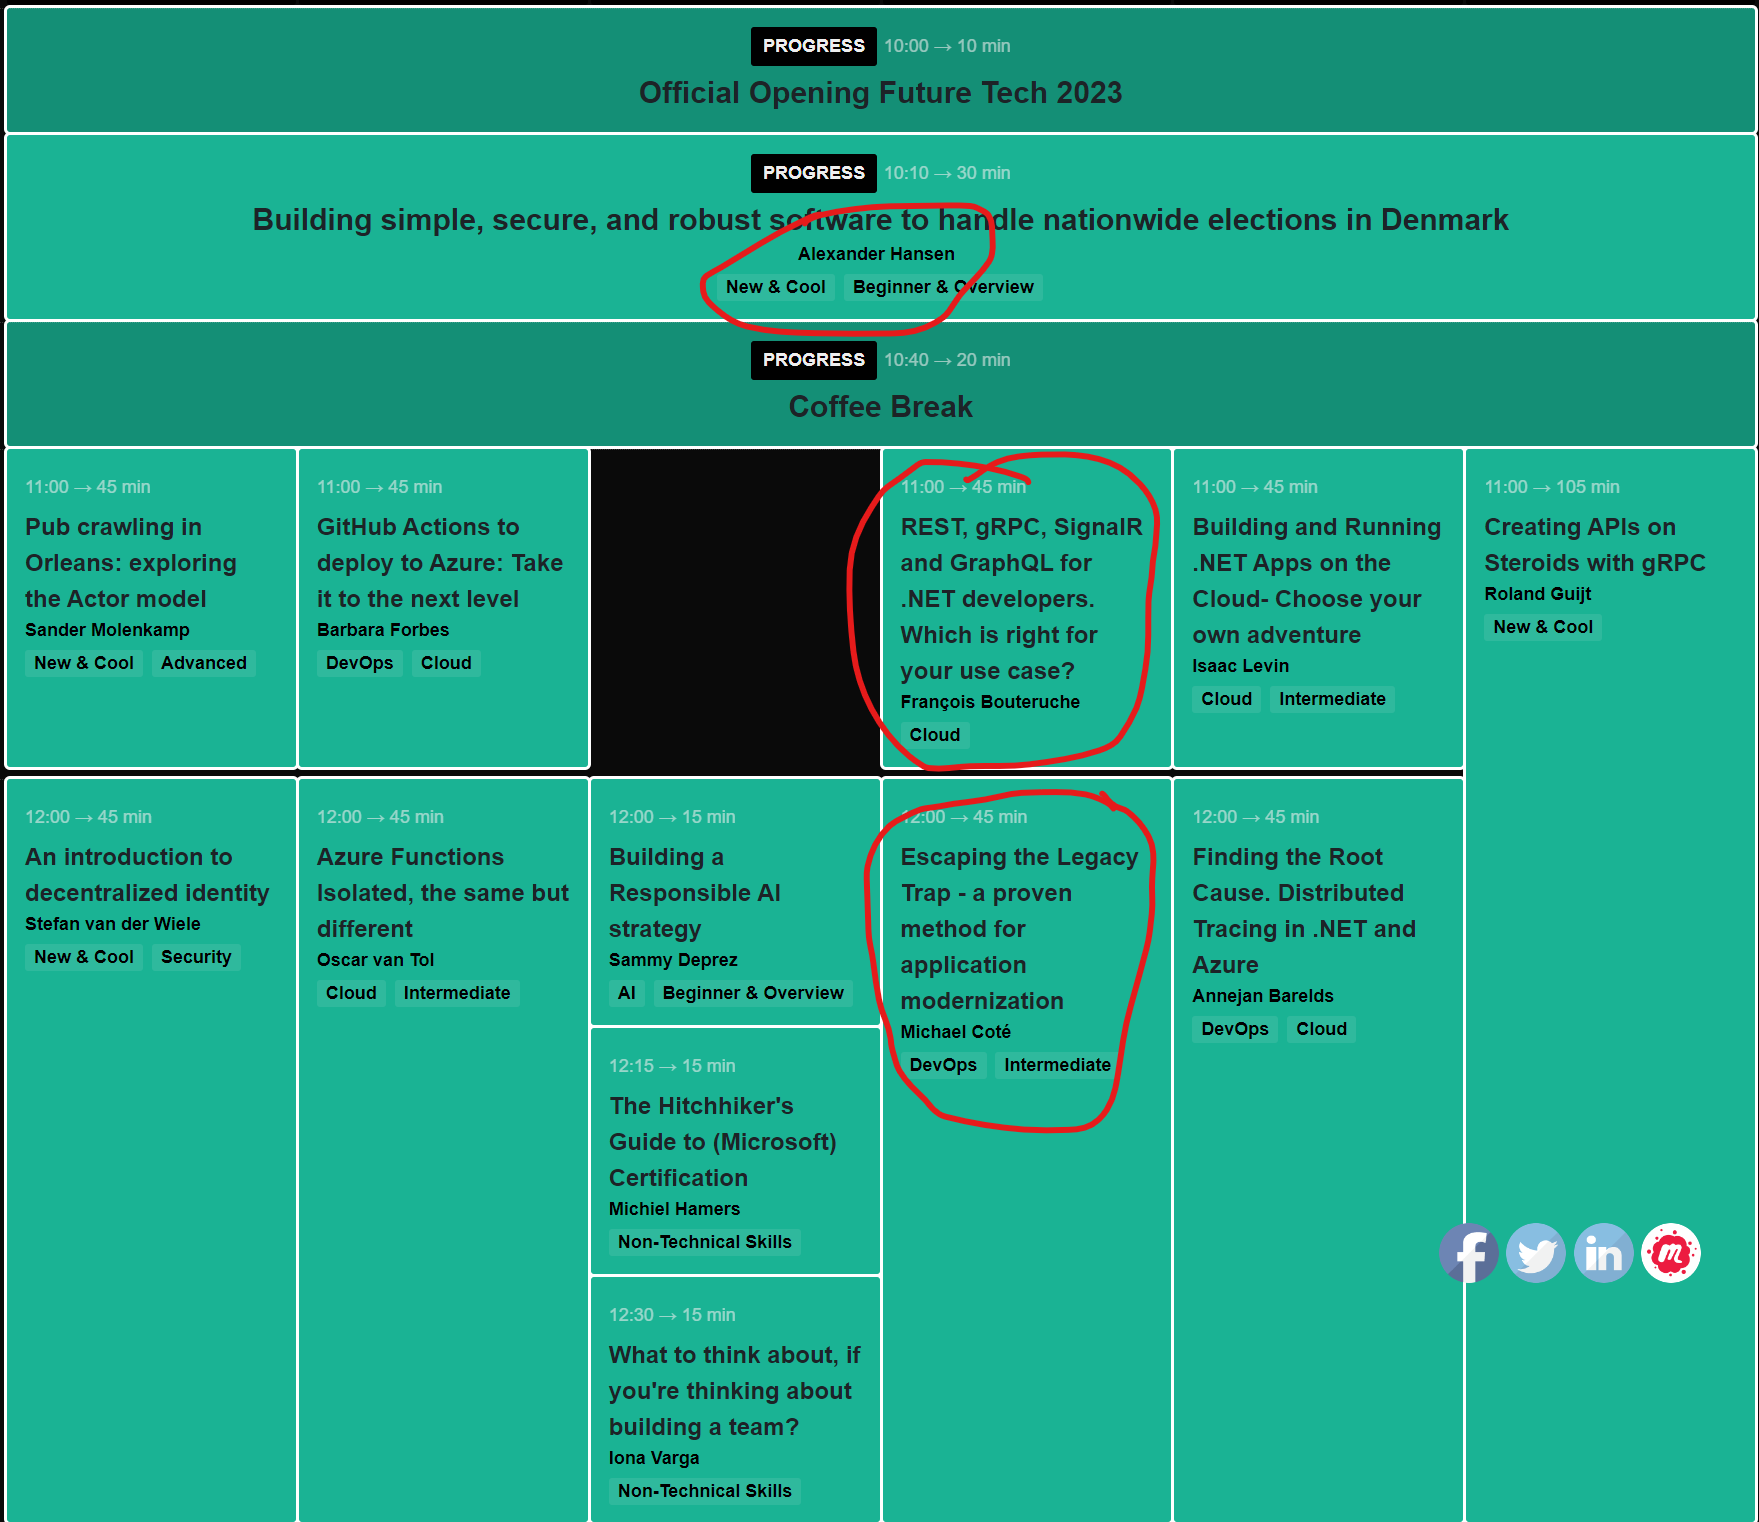 PROGRESS 10:00 → 10 min
Official Opening Future Tech 2023
PROGRESS 10:10 → 30 min
Building simple, secure, and robust software to handle nationwide elections in Denmark
Alexander Hansen
New & Cool Beginner & Overview
PROGRESS 10:40 → 20 min
Coffee Break
11:00 → 45 min
Pub crawling in
Orleans: exploring
the Actor model
Sander Molenkamp
New & Cool Advanced
11:00 → 45 min
GitHub Actions to
deploy to Azure: Take
it to the next level
Barbara Forbes
DevOps Cloud
11:00 → 45 min
REST, gRPC, SignalR
and GraphQL for
.NET developers.
Which is right for
your use case?
François Bouteruche
Cloud
11:00 → 45 min
Building and Running
.NET Apps on the
Cloud- Choose your
own adventure
Isaac Levin
Cloud Intermediate
11:00 → 105 min
Creating APIs on
Steroids with gRPC
Roland Guijt
New & Cool
12:00 → 45 min
An introduction to
decentralized identity
Stefan van der Wiele
New & Cool Security
12:00 → 45 min
Azure Functions
Isolated, the same but
different
Oscar van Tol
Cloud Intermediate
12:00 → 15 min
Building a
Responsible AI
strategy
Sammy Deprez
AI Beginner & Overview
12:15 → 15 min
The Hitchhiker's
Guide to (Microsoft)
Certification
Michiel Hamers
Non-Technical Skills
12:30 → 15 min
What to think about, if
you're thinking about
building a team?
Iona Varga
Non-Technical Skills
12:00 → 45 min
Escaping the Legacy
Trap - a proven
method for
application
modernization
Michael Coté
DevOps Intermediate
12:00 → 45 min
Finding the Root
Cause. Distributed
Tracing in .NET and
Azure
Annejan Barelds
DevOps Cloud
f in m